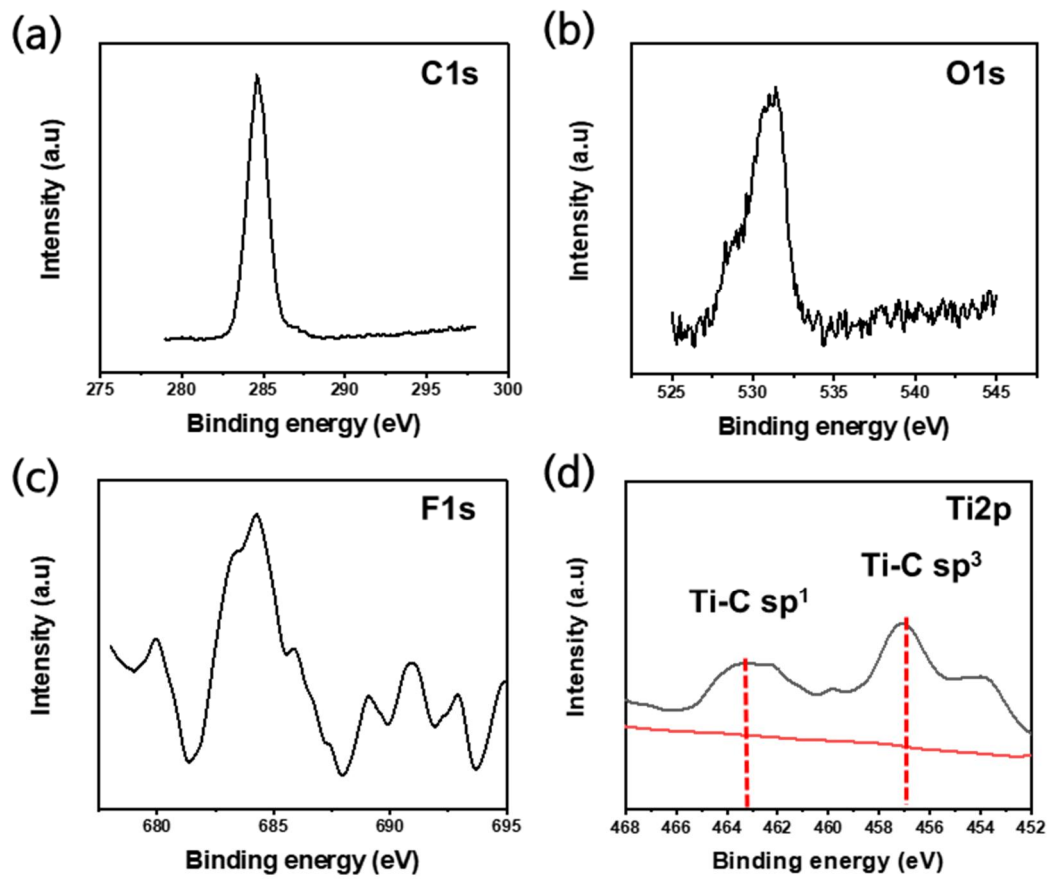 (a)
C1s
Intensity (a.u)
275 280 285 290 295 300
Binding energy (eV)
(b)
O1s
Intensity (a.u)
525 530 535 540 545
Binding energy (eV)
(c)
F1s
Intensity (a.u)
680 685 690 695
Binding energy (eV)
(d)
Ti2p
Ti-C sp³
Ti-C sp¹
Intensity (a.u)
468 466 464 462 460 458 456 454 452
Binding energy (eV)